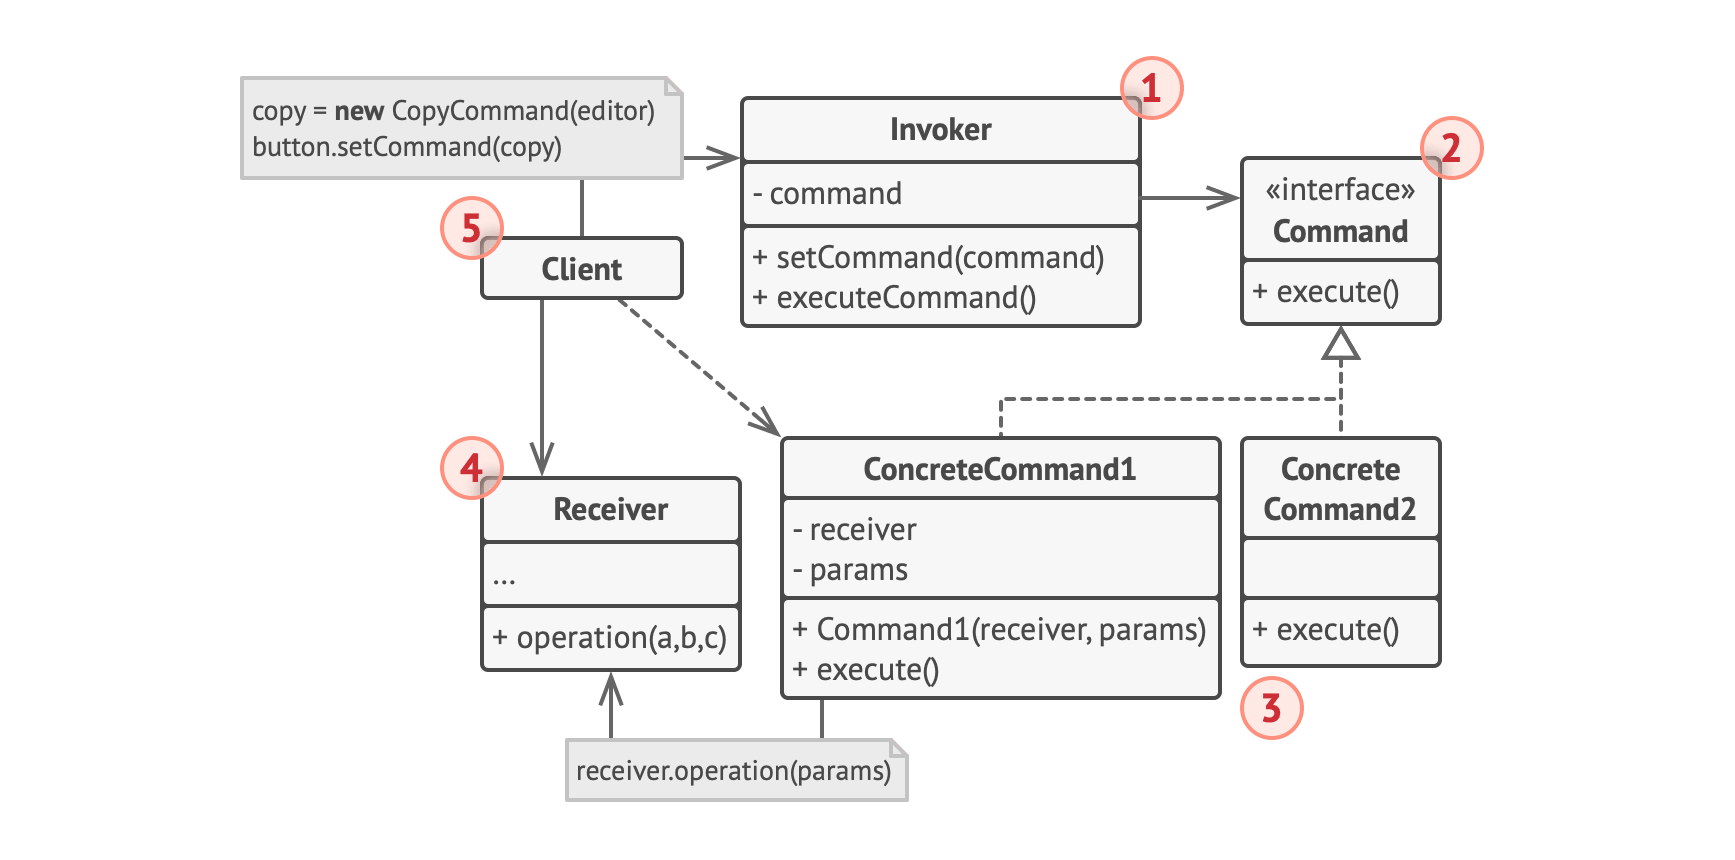 copy = new CopyCommand(editor)
button.setCommand(copy)
1
Invoker
- command
+ setCommand(command)
+ executeCommand()
2
«interface»
Command
+ execute()
5
Client
4
Receiver
...
+ operation(a,b,c)
ConcreteCommand1
- receiver
- params
+ Command1(receiver, params)
+ execute()
Concrete
Command2
+ execute()
3
receiver.operation(params)